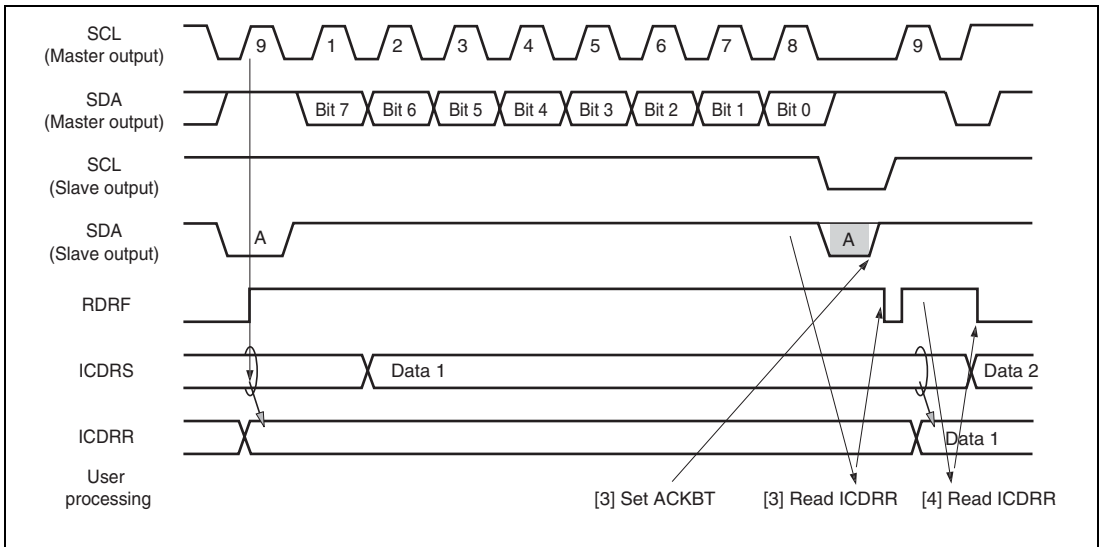 SCL
(Master output)
9 1 2 3 4 5 6 7 8 9
SDA
(Master output)
Bit 7 Bit 6 Bit 5 Bit 4 Bit 3 Bit 2 Bit 1 Bit 0
SCL
(Slave output)
SDA
(Slave output)
A A
RDRF
ICDRS
Data 1 Data 2
ICDRR
Data 1
User
processing
[3] Set ACKBT [3] Read ICDRR [4] Read ICDRR